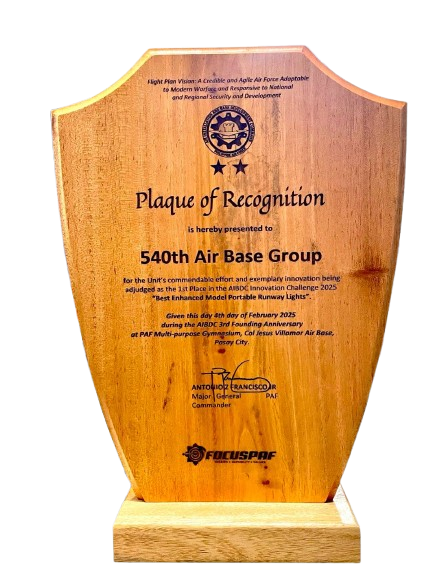 Flight Plan Vision: A Credible and Agile Air Force Adaptable
to Modern Warfare and Responsive to National
and Regional Security and Development
Plaque of Recognition
is hereby presented to
540th Air Base Group
for the Unit's commendable effort and exemplary innovation being
adjudged as the 1st Place in the AIBDC Innovation Challenge 2025
"Best Enhanced Model Portable Runway Lights".
Given this day 4th day of February 2025
during the AIBDC 3rd Founding Anniversary
at PAF Multi-purpose Gymnasium, Col Jesus Villamor Air Base,
Pasay City.
ANTONIO Z FRANCISCO JR
Major General PAF
Commander
FOCUSPAF